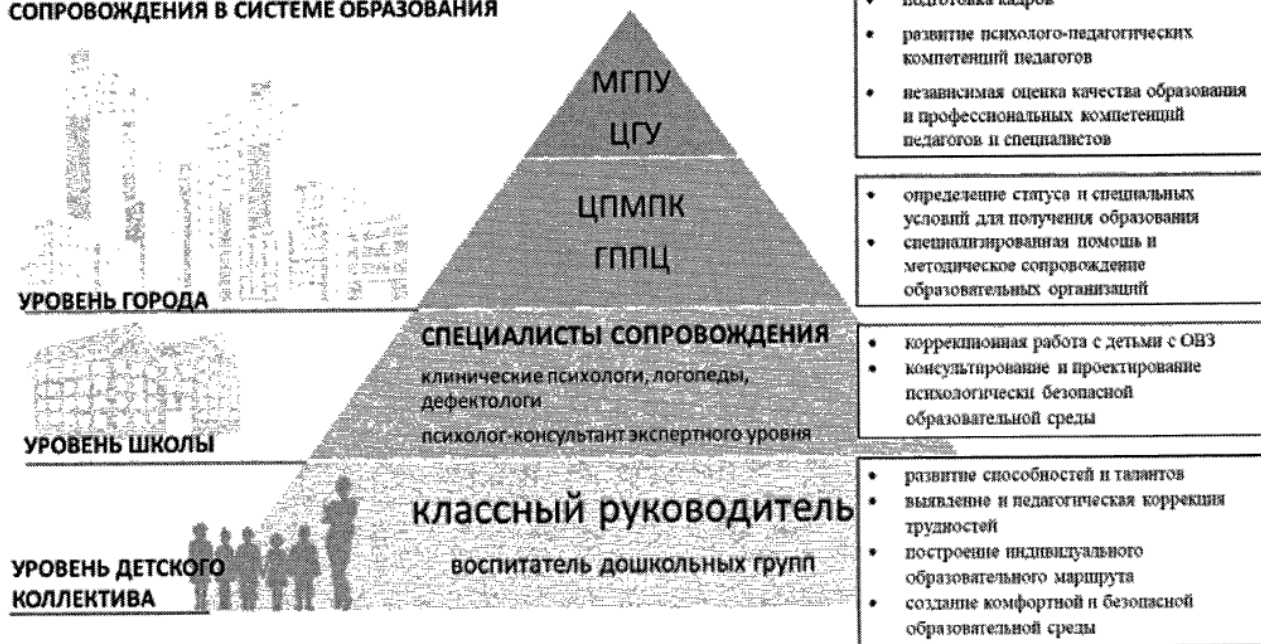 СОПРОВОЖДЕНИЯ В СИСТЕМЕ ОБРАЗОВАНИЯ
МГПУ
ЦГУ
ЦПМПК
ГППЦ
УРОВЕНЬ ГОРОДА
СПЕЦИАЛИСТЫ СОПРОВОЖДЕНИЯ
клинические психологи, логопеды,
дефектологи
психолог-консультант экспертного уровня
УРОВЕНЬ ШКОЛЫ
классный руководитель
воспитатель дошкольных групп
УРОВЕНЬ ДЕТСКОГО
КОЛЛЕКТИВА
• подготовка кадров
• развитие психолого-педагогических
компетенций педагогов
• независимая оценка качества образования
и профессиональных компетенций
педагогов и специалистов
• определение статуса и специальных
условий для получения образования
• специализированная помощь и
методическое сопровождение
образовательных организаций
• коррекционная работа с детьми с ОВЗ
• консультирование и проектирование
психологически безопасной
образовательной среды
• развитие способностей и талантов
• выявление и педагогическая коррекция
трудностей
• построение индивидуального
образовательного маршрута
• создание комфортной и безопасной
образовательной среды